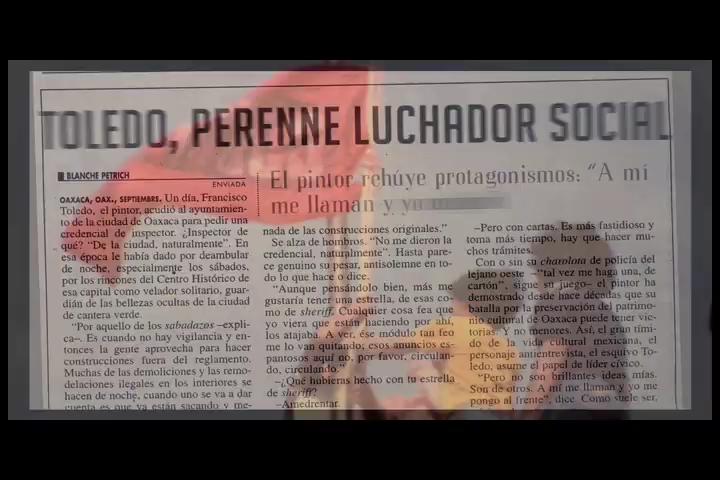 TOLEDO, PERENNE LUCHADOR SOCIAL
BLANCHE PETRICH
ENVIADA
El pintor rehúye protagonismos: "A mí
me llaman y yo
OAXACA, OAX., SEPTIEMBRE. Un día, Francisco
Toledo, el pintor, acudió al ayuntamien-
to de la ciudad de Oaxaca para pedir una
credencial de inspector. ¿Inspector de
qué? "De la ciudad, naturalmente". En
esa época le había dado por deambular
de noche, especialmente los sábados,
por los rincones del Centro Histórico de
esa capital como velador solitario, guar-
dián de las bellezas ocultas de la ciudad
de cantera verde.
"Por aquello de los sabadazos –expli-
ca–. Es cuando no hay vigilancia y en-
tonces la gente aprovecha para hacer
construcciones fuera del reglamento.
Muchas de las demoliciones y las remo-
delaciones ilegales en los interiores se
hacen de noche, cuando uno se va a dar
cuenta es que ya están sacando y me-
nada de las construcciones originales."
Se alza de hombros. "No me dieron la
credencial, naturalmente". Hasta pare-
ce genuino su pesar, antisolemne en to-
do lo que hace o dice.
"Aunque pensándolo bien, más me
gustaría tener una estrella, de esas co-
mo de sheriff. Cualquier cosa fea que
yo viera que están haciendo por ahí,
los atajaba. A ver, ése módulo tan feo
me lo van quitando; esos anuncios es-
pantosos aquí no, por favor, circulan-
do, circulando."
–¿Qué hubieras hecho con tu estrella
de sheriff?
–Amedrentar.
–Pero con cartas. Es más fastidioso y
toma más tiempo, hay que hacer mu-
chos trámites.
Con o sin su charola de policía del
lejano oeste –"tal vez me haga una, de
cartón", sigue su juego– el pintor ha
demostrado desde hace décadas que su
batalla por la preservación del patrimo-
nio cultural de Oaxaca puede tener vic-
torias. Y no menores. Así, el gran tími-
do de la vida cultural mexicana, el
personaje antientrevista, el esquivo To-
ledo, asume el papel de líder cívico.
"Pero no son brillantes ideas mías.
Son de otros. A mí me llaman y yo me
pongo al frente", dice. Como suele ser,